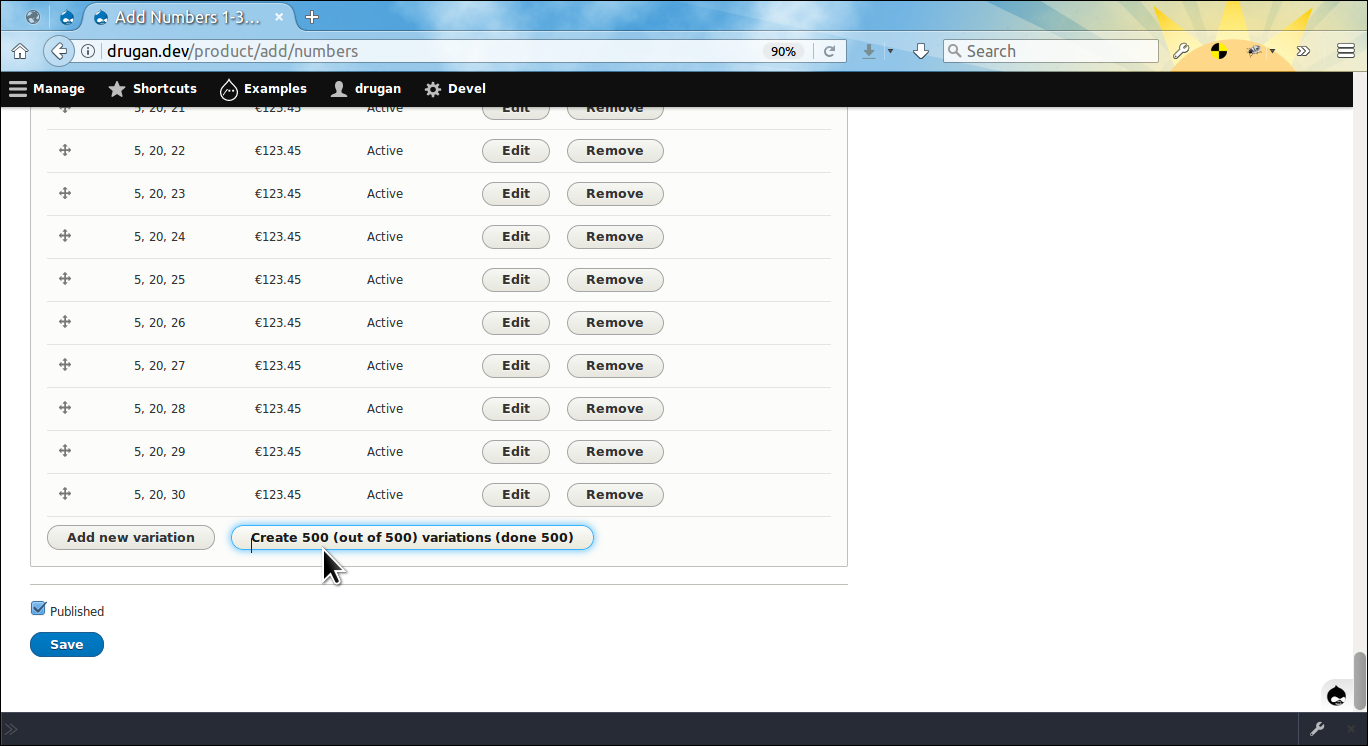 Add Numbers 1-3...
drugan.dev/product/add/numbers 90% Search
Manage Shortcuts Examples drugan Devel
5, 20, 21 €123.45 Active Edit Remove
5, 20, 22 €123.45 Active Edit Remove
5, 20, 23 €123.45 Active Edit Remove
5, 20, 24 €123.45 Active Edit Remove
5, 20, 25 €123.45 Active Edit Remove
5, 20, 26 €123.45 Active Edit Remove
5, 20, 27 €123.45 Active Edit Remove
5, 20, 28 €123.45 Active Edit Remove
5, 20, 29 €123.45 Active Edit Remove
5, 20, 30 €123.45 Active Edit Remove
Add new variation Create 500 (out of 500) variations (done 500)
Published
Save